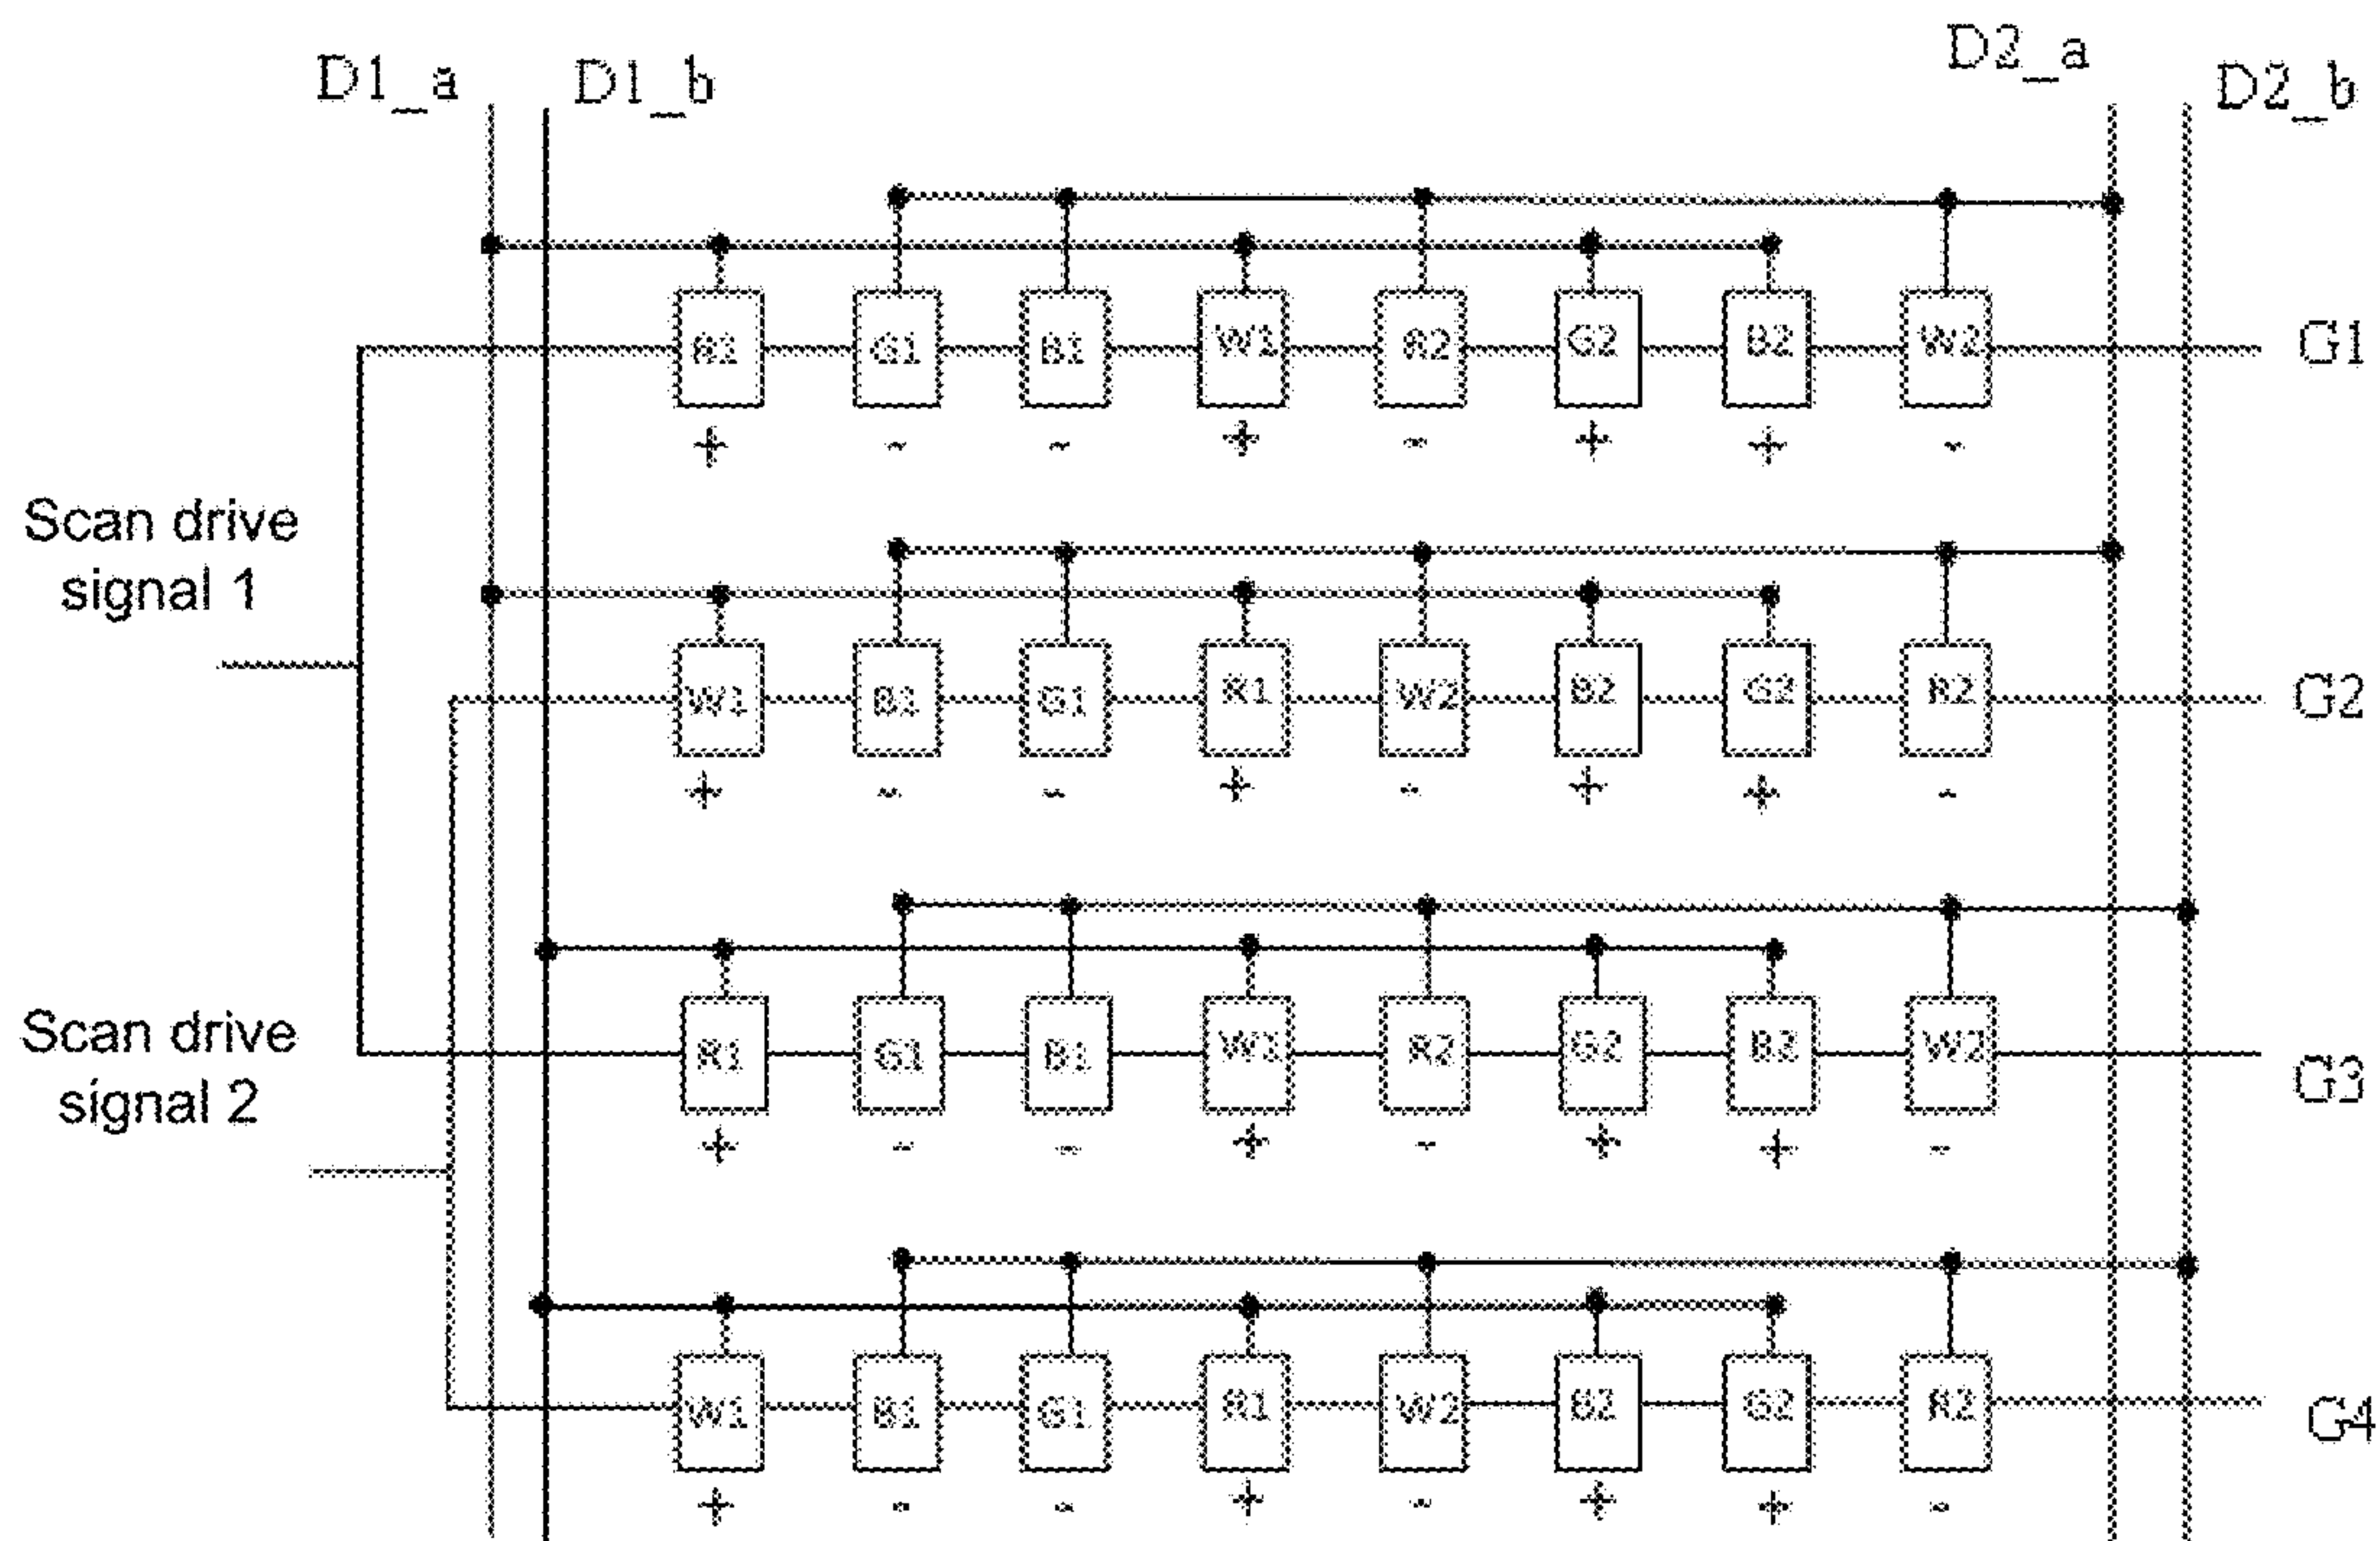 D1_a D1_b D2_a D2_b
R1 G1 B1 W1 R2 G2 B2 W2 G1
+ - - + - + + -
Scan drive
signal 1
W1 B1 G1 R1 W2 B2 G2 R2 G2
+ - - + - + + -
Scan drive
signal 2
R1 G1 B1 W1 R2 G2 B2 W2 G3
+ - - + - + + -
W1 B1 G1 R1 W2 B2 G2 R2 G4
+ - - + - + + -